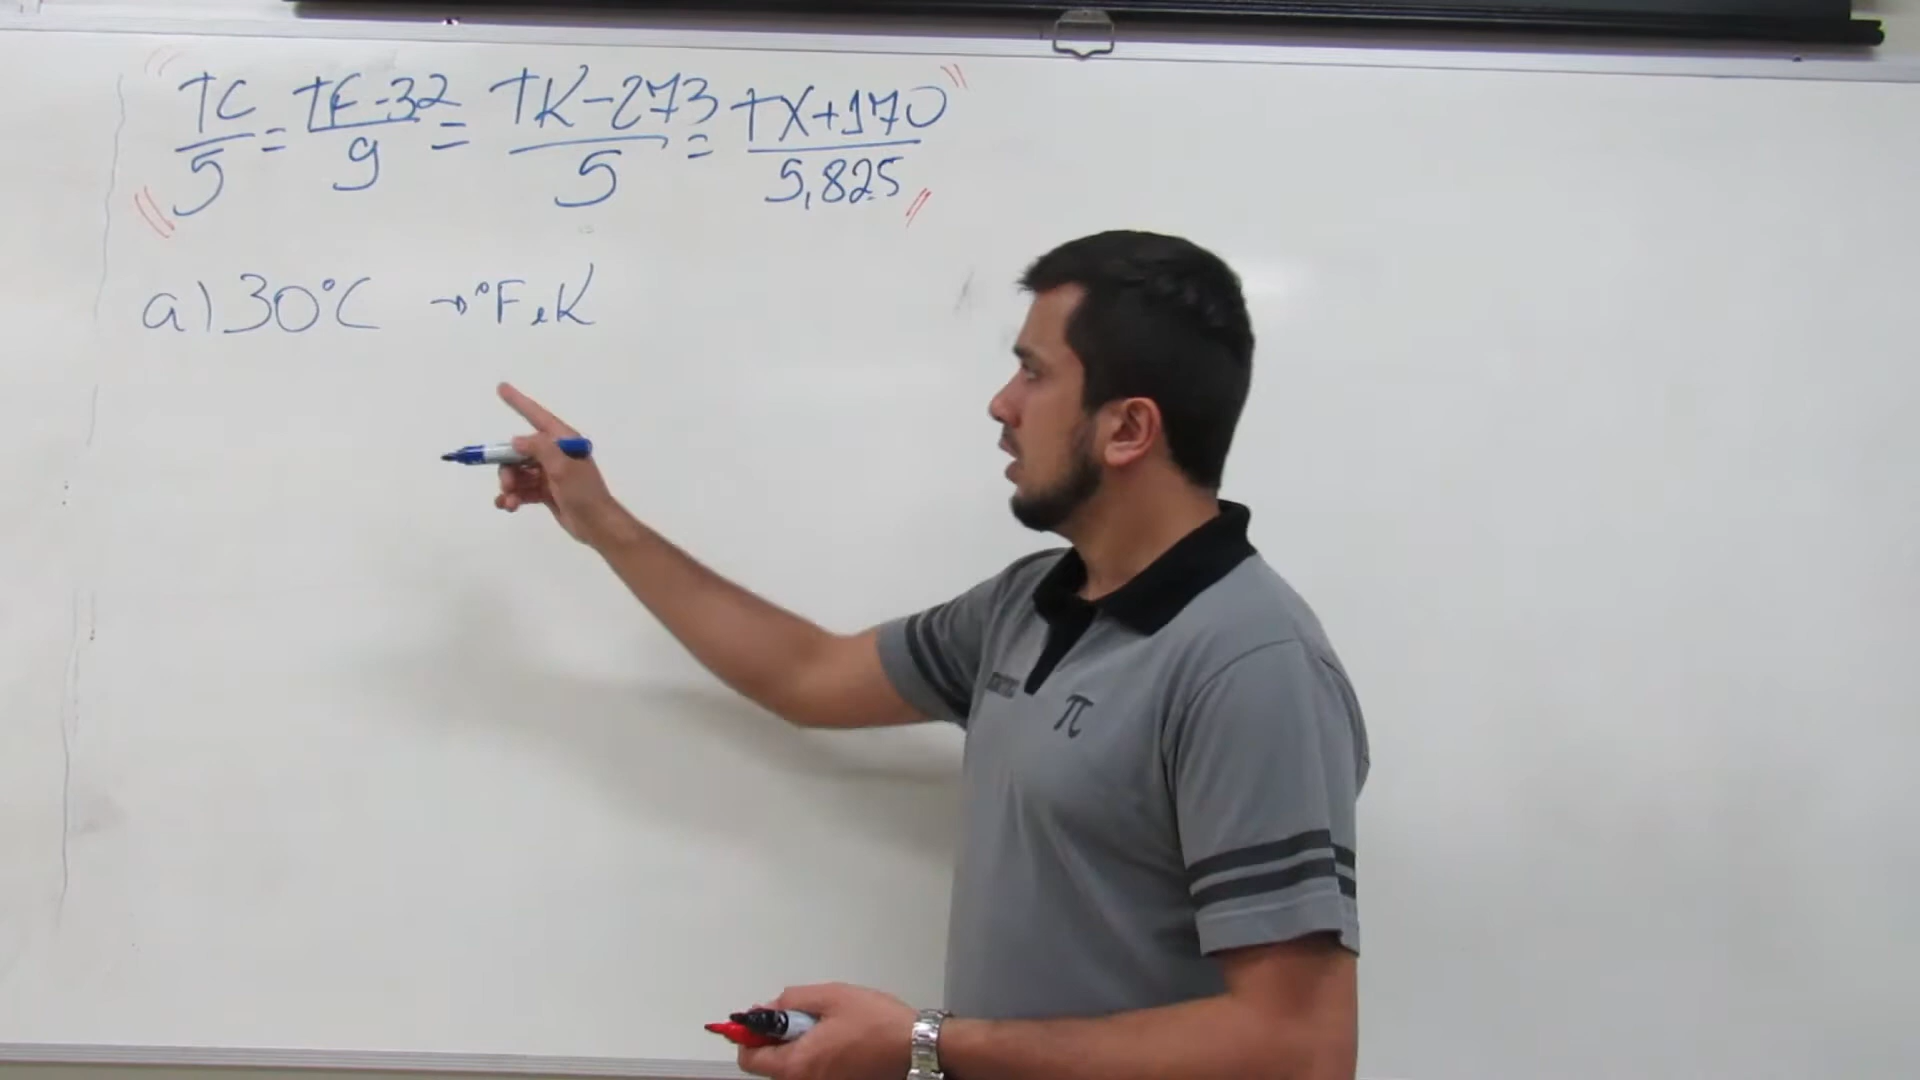 TC/5 = TF-32/9 = TK-273/5 = TX+170/5,825
a) 30°C → °F e K
π